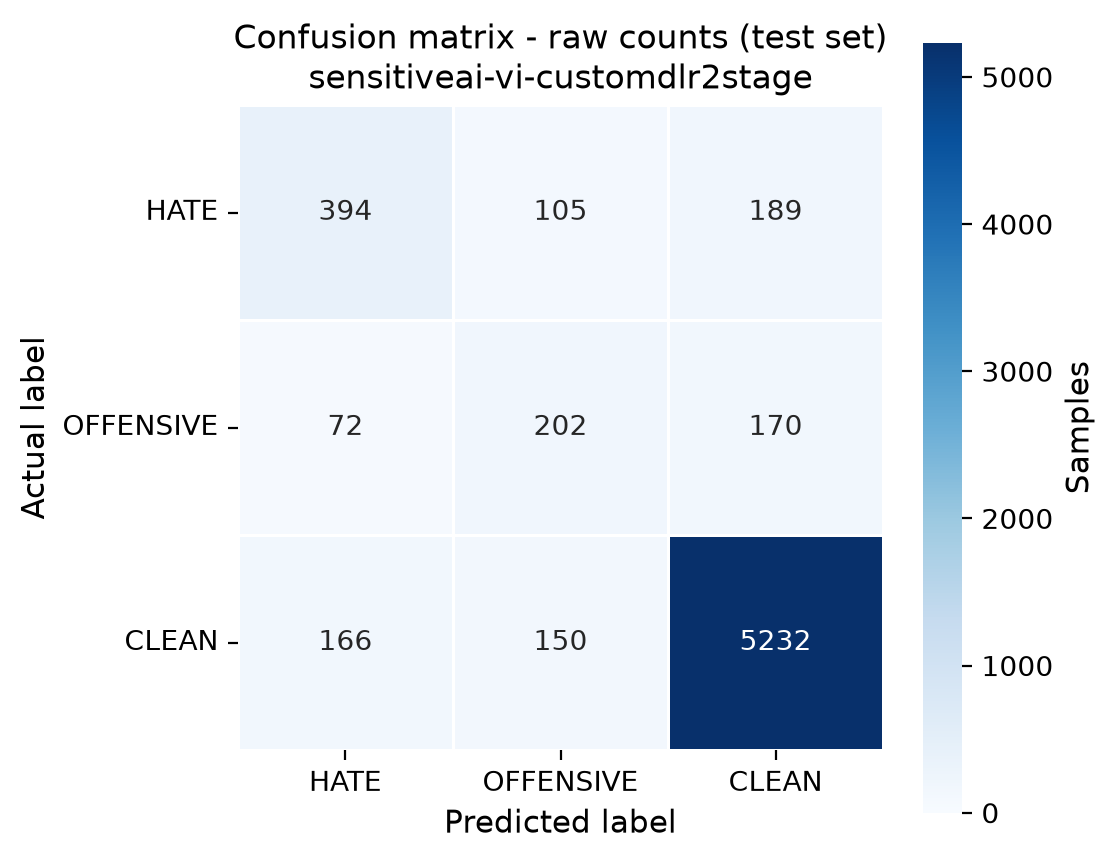 Confusion matrix - raw counts (test set)
sensitiveai-vi-customdlr2stage
HATE
394
105
189
OFFENSIVE
72
202
170
CLEAN
166
150
5232
HATE
OFFENSIVE
CLEAN
Predicted label
Actual label
5000
4000
3000
2000
1000
0
Samples